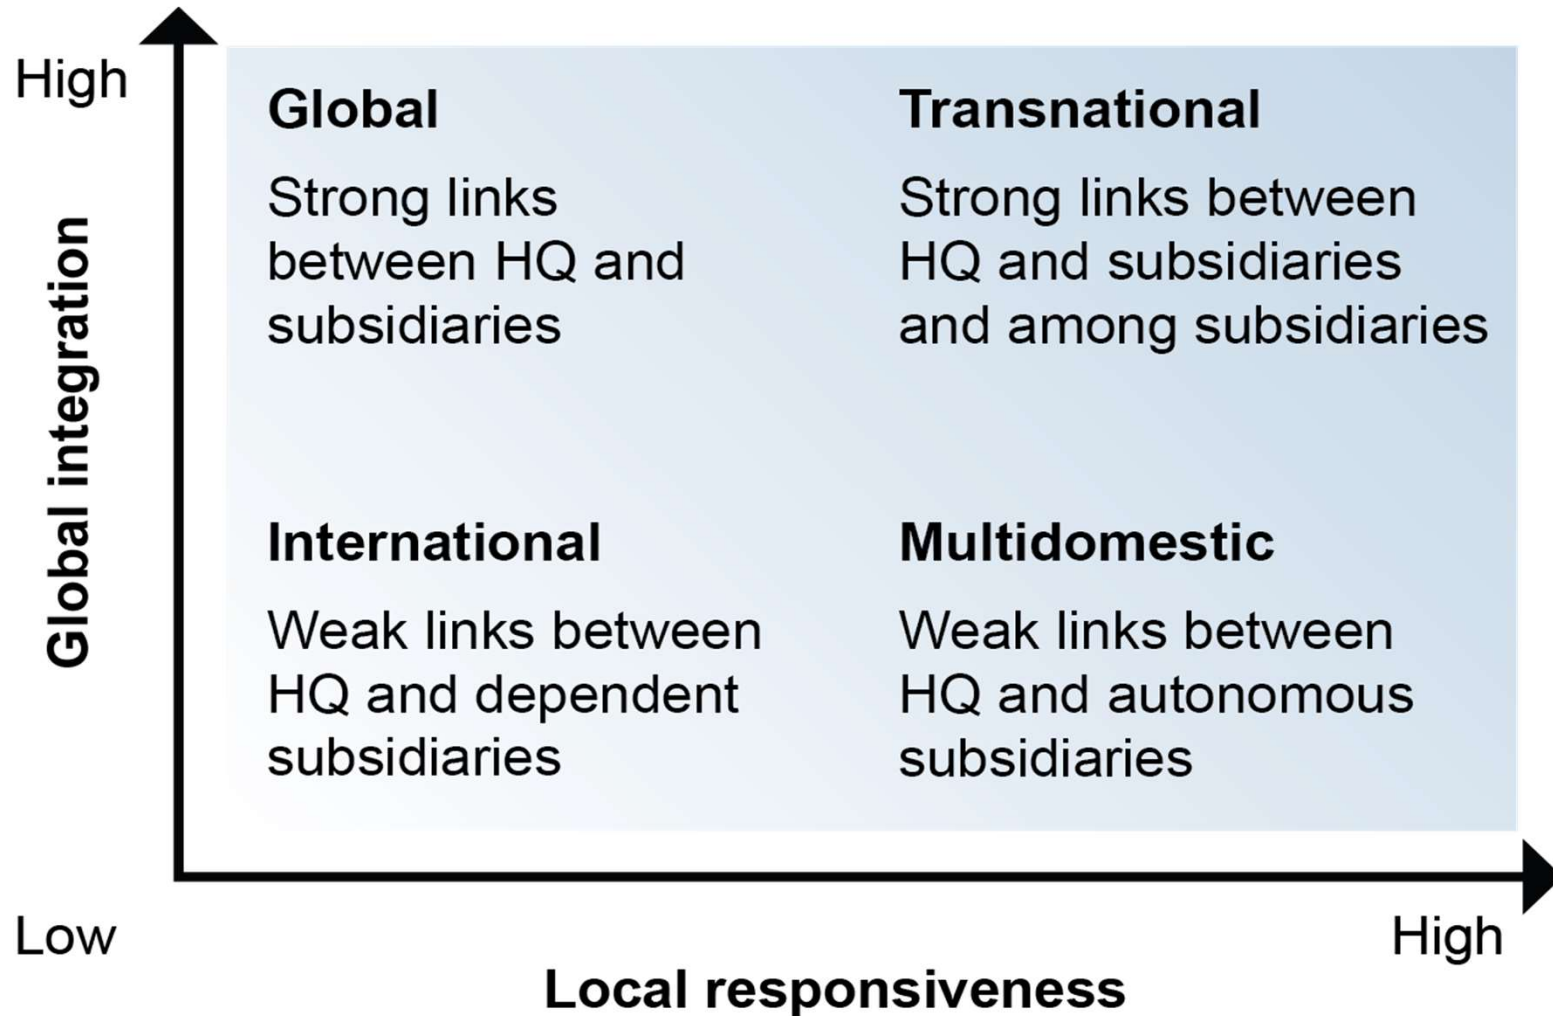 High
Global integration
Global
Strong links
between HQ and
subsidiaries
Transnational
Strong links between
HQ and subsidiaries
and among subsidiaries
International
Weak links between
HQ and dependent
subsidiaries
Multidomestic
Weak links between
HQ and autonomous
subsidiaries
Low
High
Local responsiveness